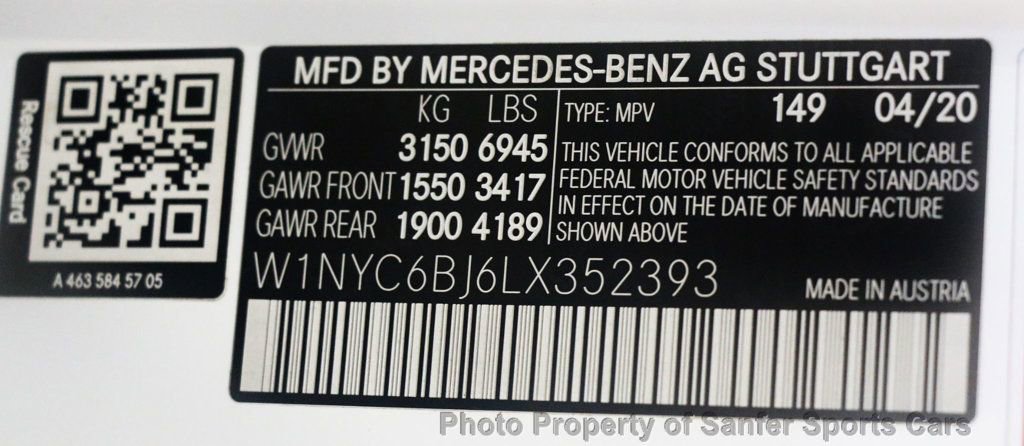 Rescue Card
A 463 584 57 05
MFD BY MERCEDES-BENZ AG STUTTGART
KG LBS
GVWR 3150 6945
GAWR FRONT 1550 3417
GAWR REAR 1900 4189
TYPE: MPV 149 04/20
THIS VEHICLE CONFORMS TO ALL APPLICABLE
FEDERAL MOTOR VEHICLE SAFETY STANDARDS
IN EFFECT ON THE DATE OF MANUFACTURE
SHOWN ABOVE
W1NYC6BJ6LX352393
MADE IN AUSTRIA
Photo Property of Sanfer Sports Cars